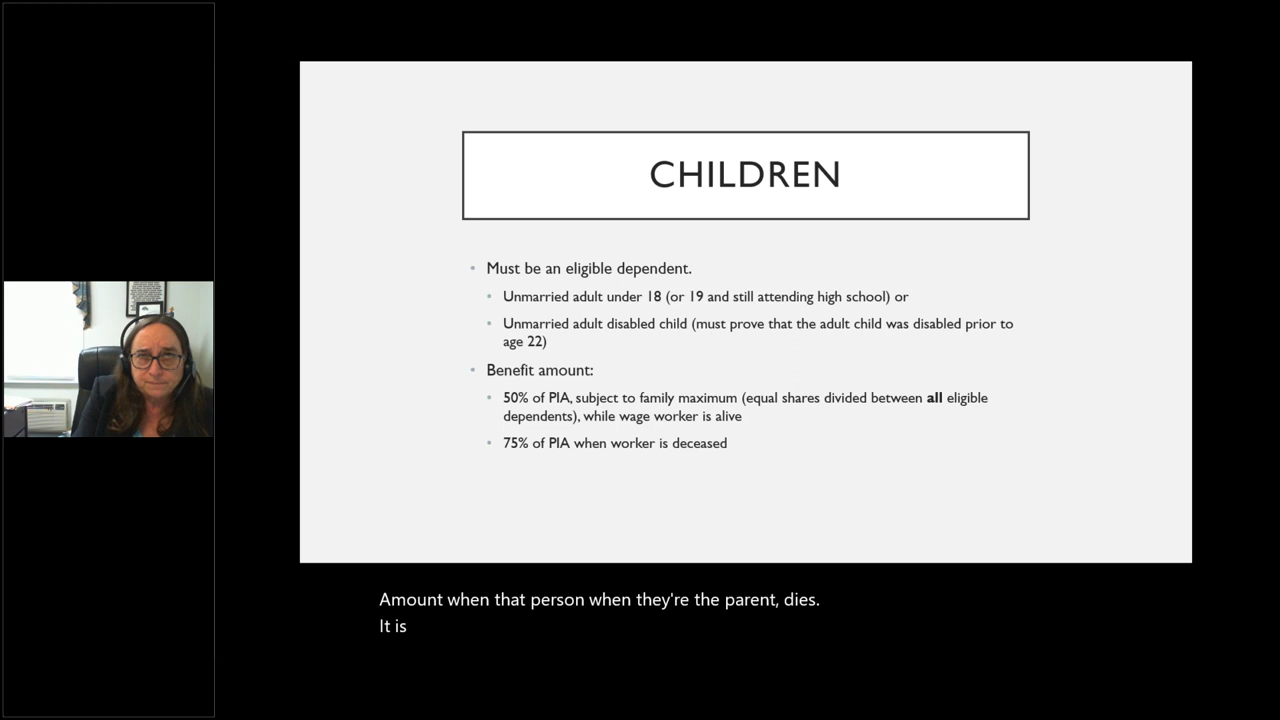 CHILDREN
• Must be an eligible dependent.
• Unmarried adult under 18 (or 19 and still attending high school) or
• Unmarried adult disabled child (must prove that the adult child was disabled prior to
age 22)
• Benefit amount:
• 50% of PIA, subject to family maximum (equal shares divided between all eligible
dependents), while wage worker is alive
• 75% of PIA when worker is deceased
Amount when that person when they're the parent, dies.
It is